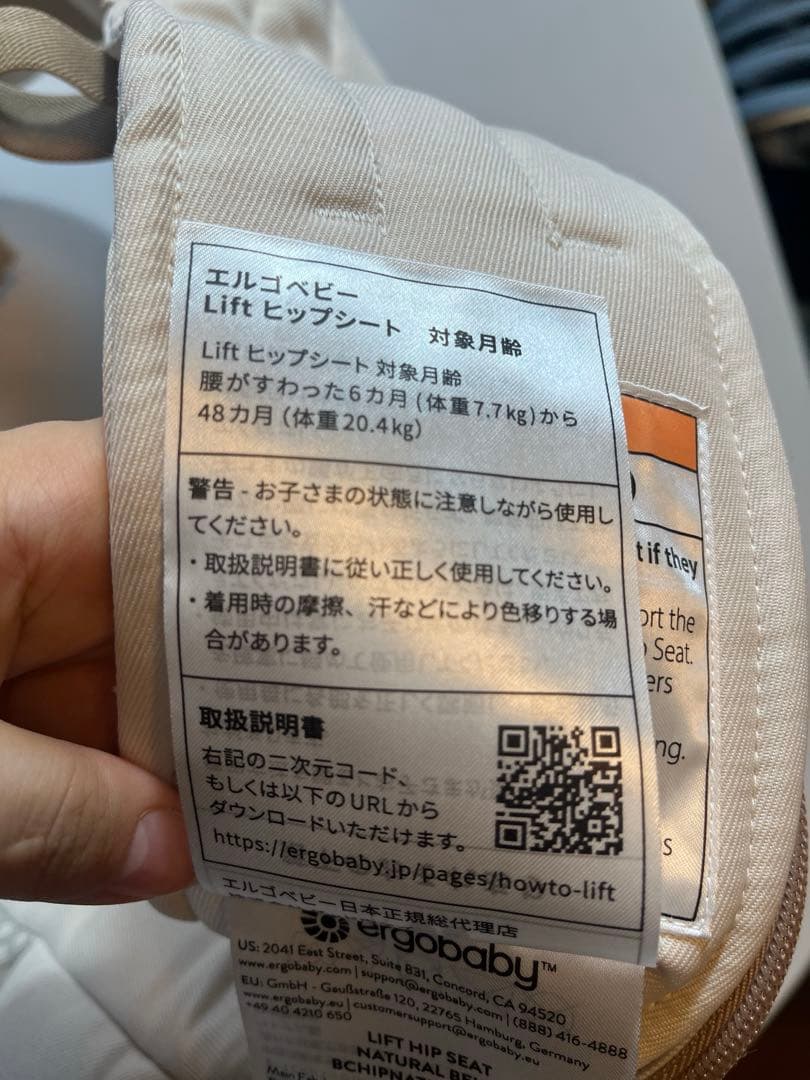 エルゴベビー
Lift ヒップシート 対象月齢
Lift ヒップシート 対象月齢
腰がすわった6カ月 (体重7.7kg)から
48カ月 (体重20.4kg)
警告 - お子さまの状態に注意しながら使用し
てください。
・取扱説明書に従い正しく使用してください。
・着用時の摩擦、汗などにより色移りする場
合があります。
取扱説明書
右記の二次元コード、
もしくは以下のURLから
ダウンロードいただけます。
https://ergobaby.jp/pages/howto-lift
エルゴベビー日本正規総代理店
if they
the
Seat.
ergobaby™
US: 2041 East Street, Suite 831, Concord, CA 94520
www.ergobaby.com | support@ergobaby.com | (888) 416-4888
EU: GmbH - Gaußstraße 120, 22765 Hamburg, Germany
www.ergobaby.eu | customersupport@ergobaby.eu
+49 40 4210 650
LIFT HIP SEAT
NATURAL